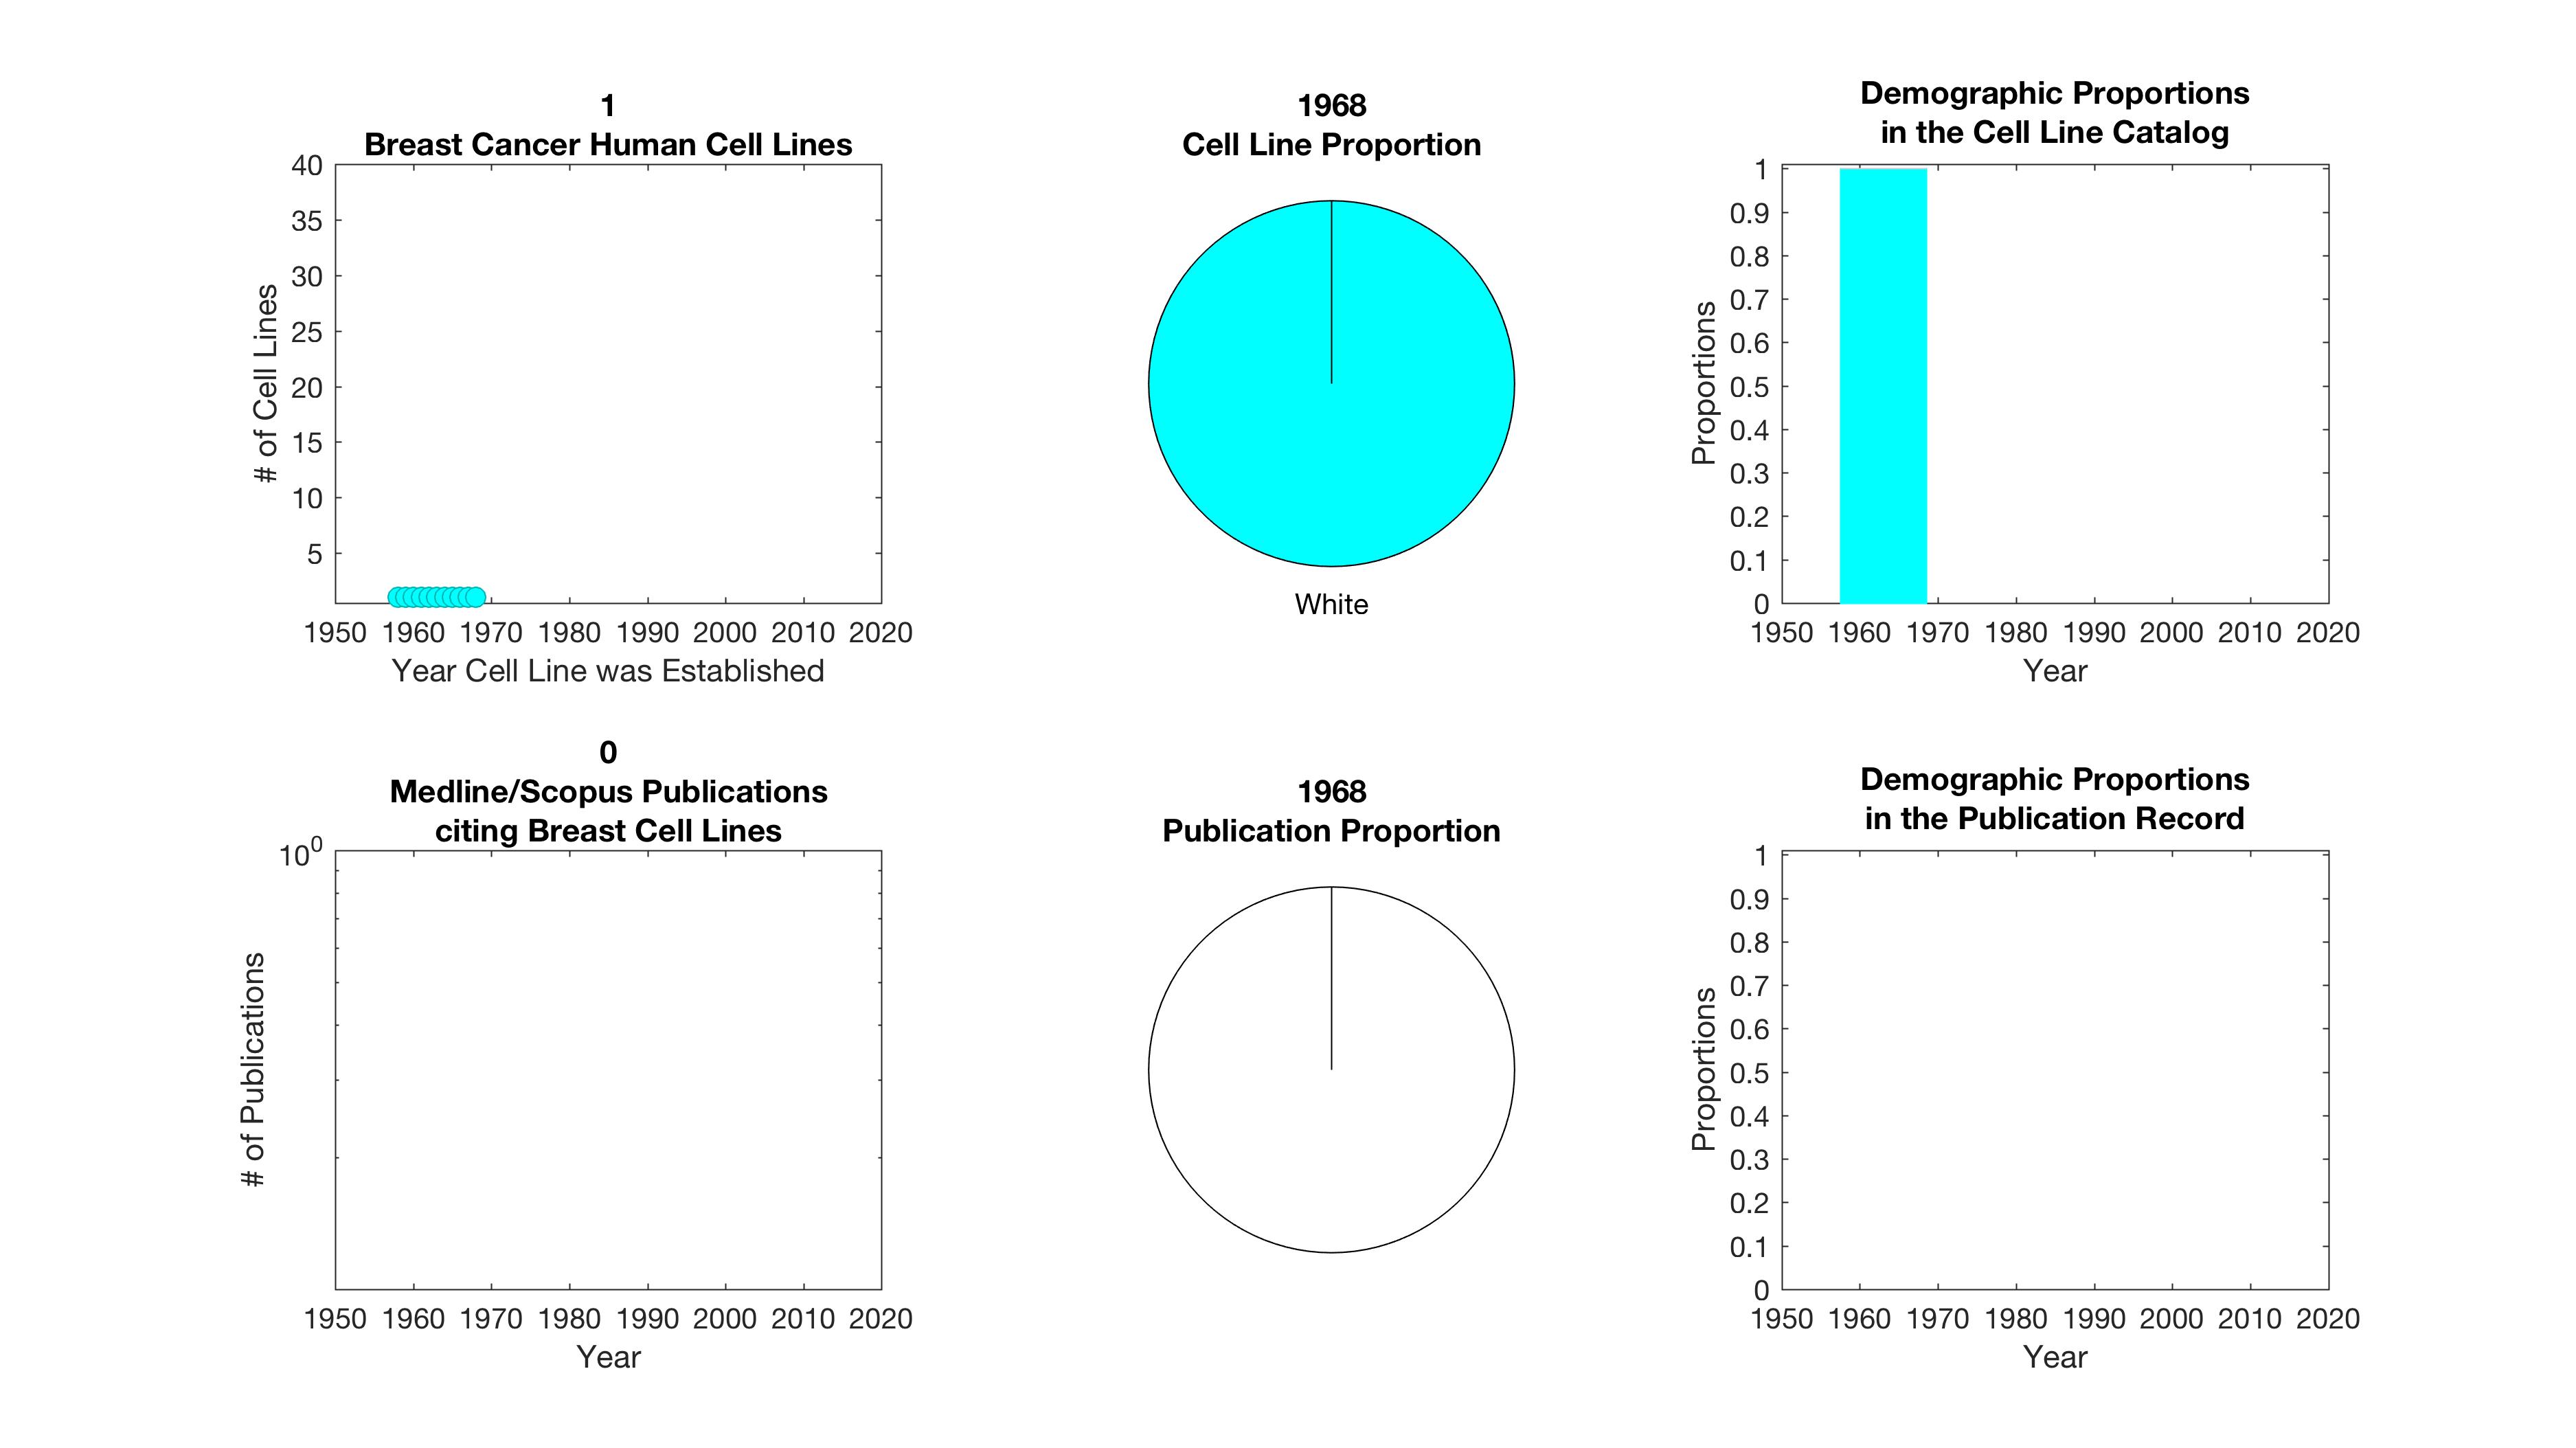 1
Breast Cancer Human Cell Lines
40
35
30
25
20
15
10
5
# of Cell Lines
1950 1960 1970 1980 1990 2000 2010 2020
Year Cell Line was Established
1968
Cell Line Proportion
White
Demographic Proportions
in the Cell Line Catalog
1
0.9
0.8
0.7
0.6
0.5
0.4
0.3
0.2
0.1
0
Proportions
1950 1960 1970 1980 1990 2000 2010 2020
Year
0
Medline/Scopus Publications
citing Breast Cell Lines
10⁰
# of Publications
1950 1960 1970 1980 1990 2000 2010 2020
Year
1968
Publication Proportion
Demographic Proportions
in the Publication Record
1
0.9
0.8
0.7
0.6
0.5
0.4
0.3
0.2
0.1
0
Proportions
1950 1960 1970 1980 1990 2000 2010 2020
Year